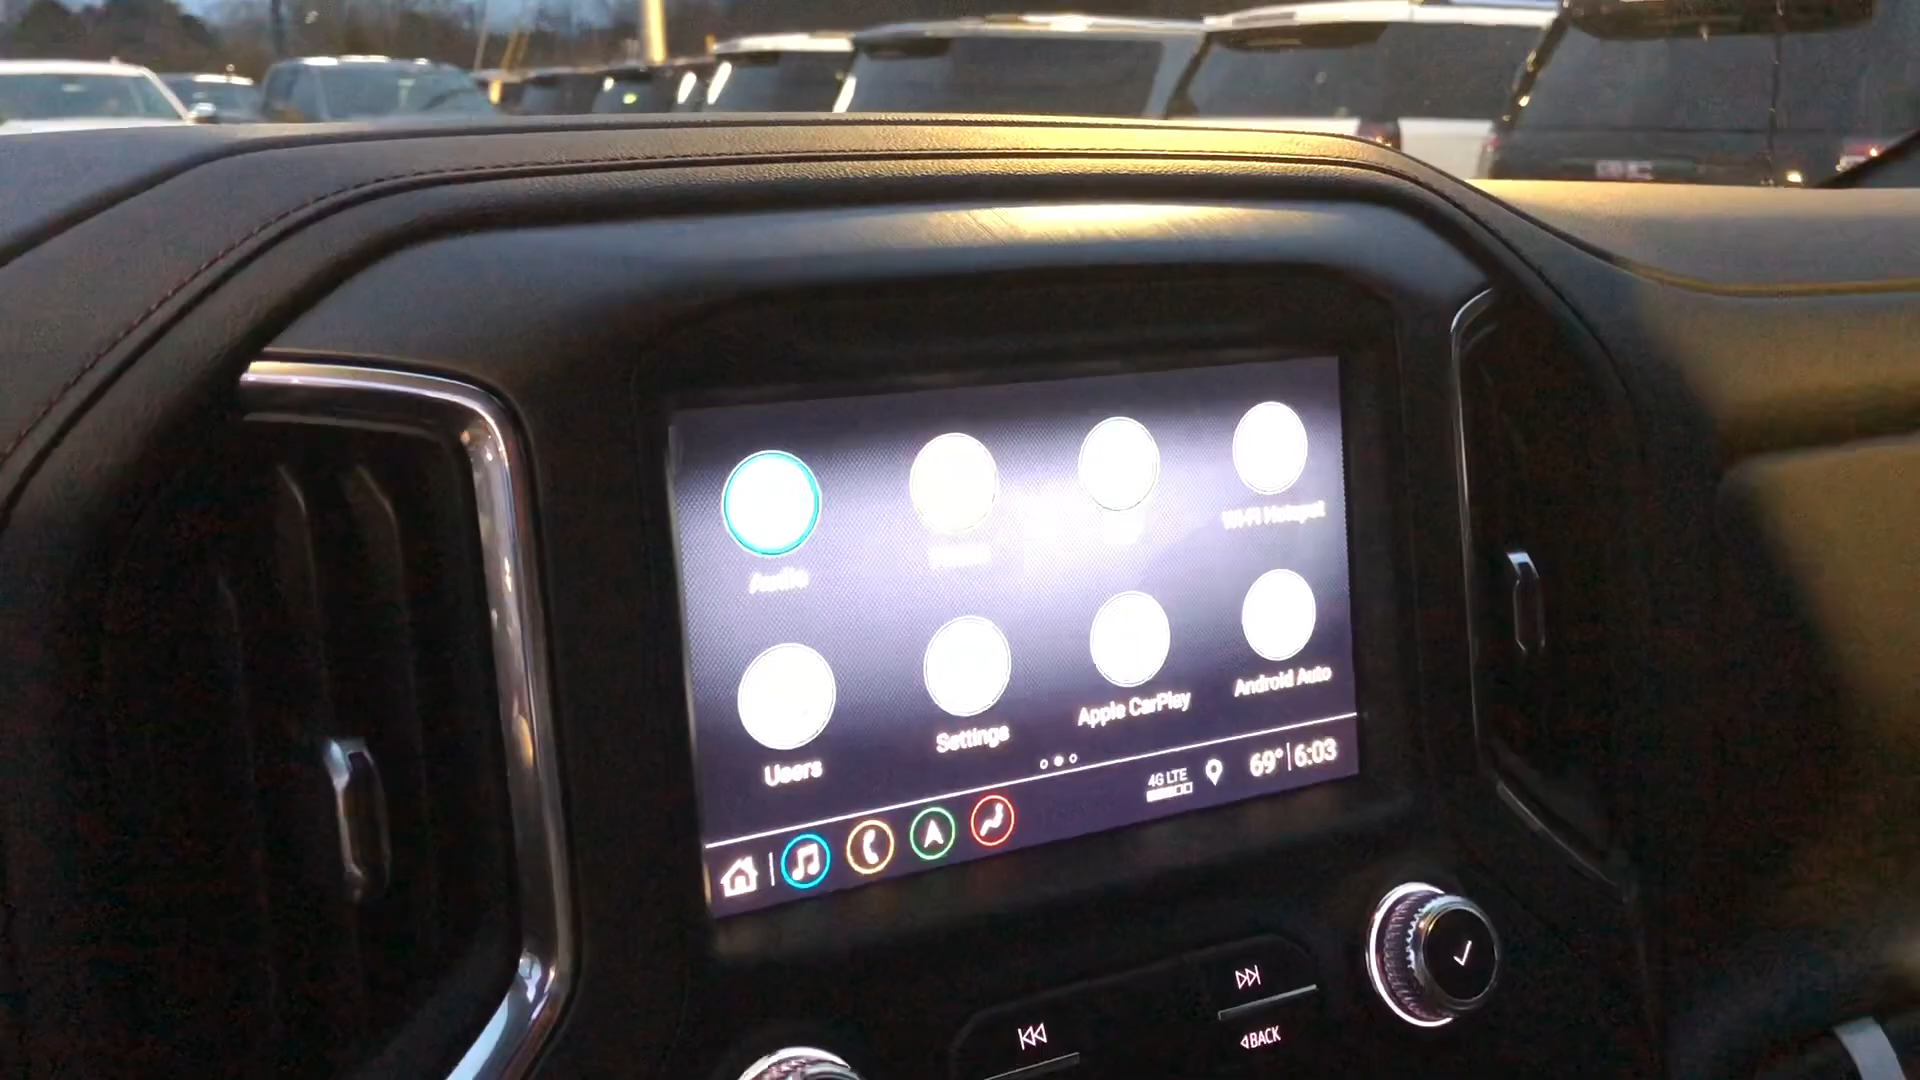 Audio
Wi-Fi Hotspot
Users
Settings
Apple CarPlay
Android Auto
4G LTE
69° 6:03
BACK